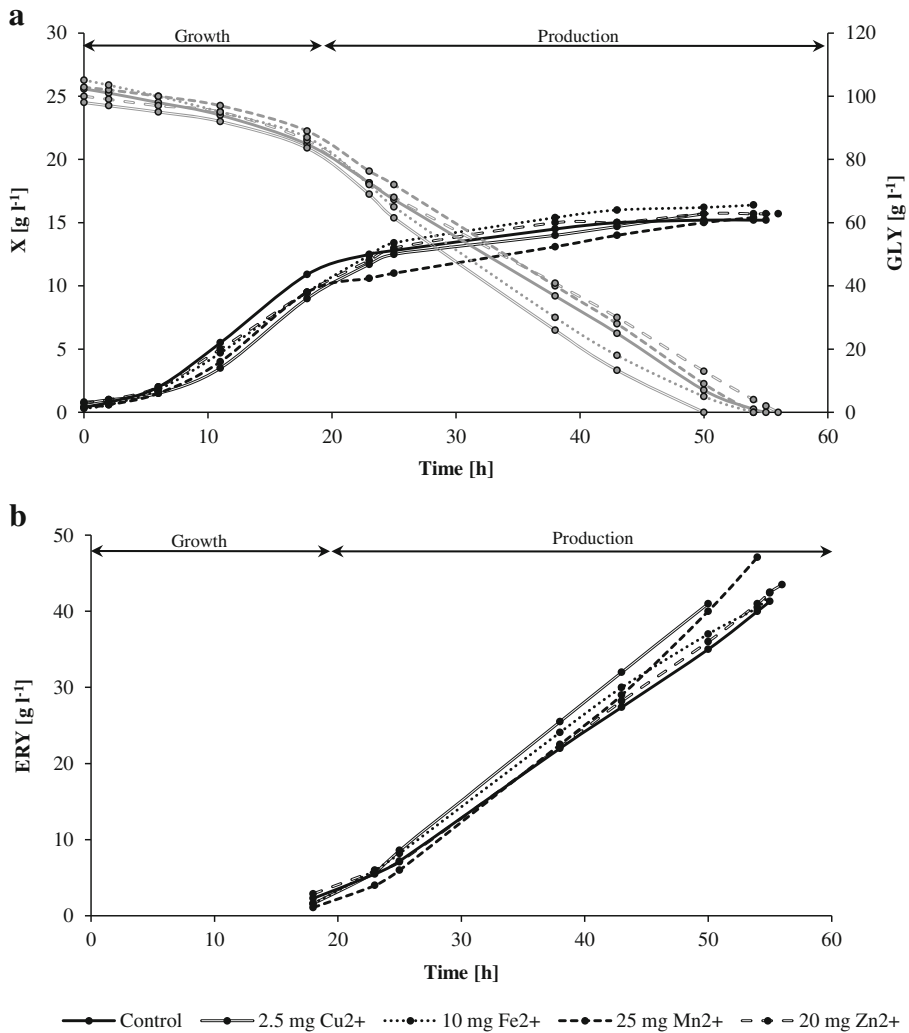 a
Growth
Production
30
25
20
15
10
5
0
X [g l-1]
120
100
80
60
40
20
0
GLY [g l-1]
0 10 20 30 40 50 60
Time [h]
b
Growth
Production
50
40
30
20
10
0
ERY [g l-1]
0 10 20 30 40 50 60
Time [h]
Control 2.5 mg Cu2+ 10 mg Fe2+ 25 mg Mn2+ 20 mg Zn2+